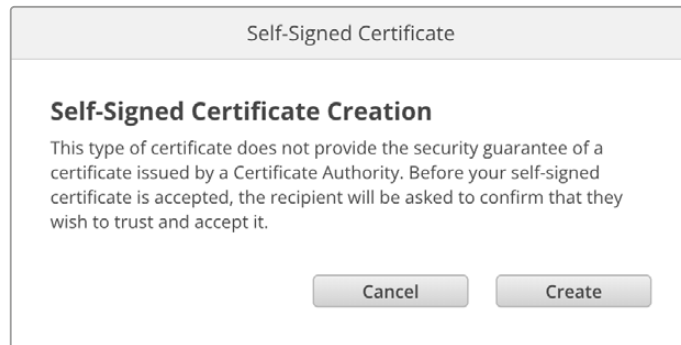 Self-Signed Certificate
Self-Signed Certificate Creation
This type of certificate does not provide the security guarantee of a
certificate issued by a Certificate Authority. Before your self-signed
certificate is accepted, the recipient will be asked to confirm that they
wish to trust and accept it.
Cancel
Create